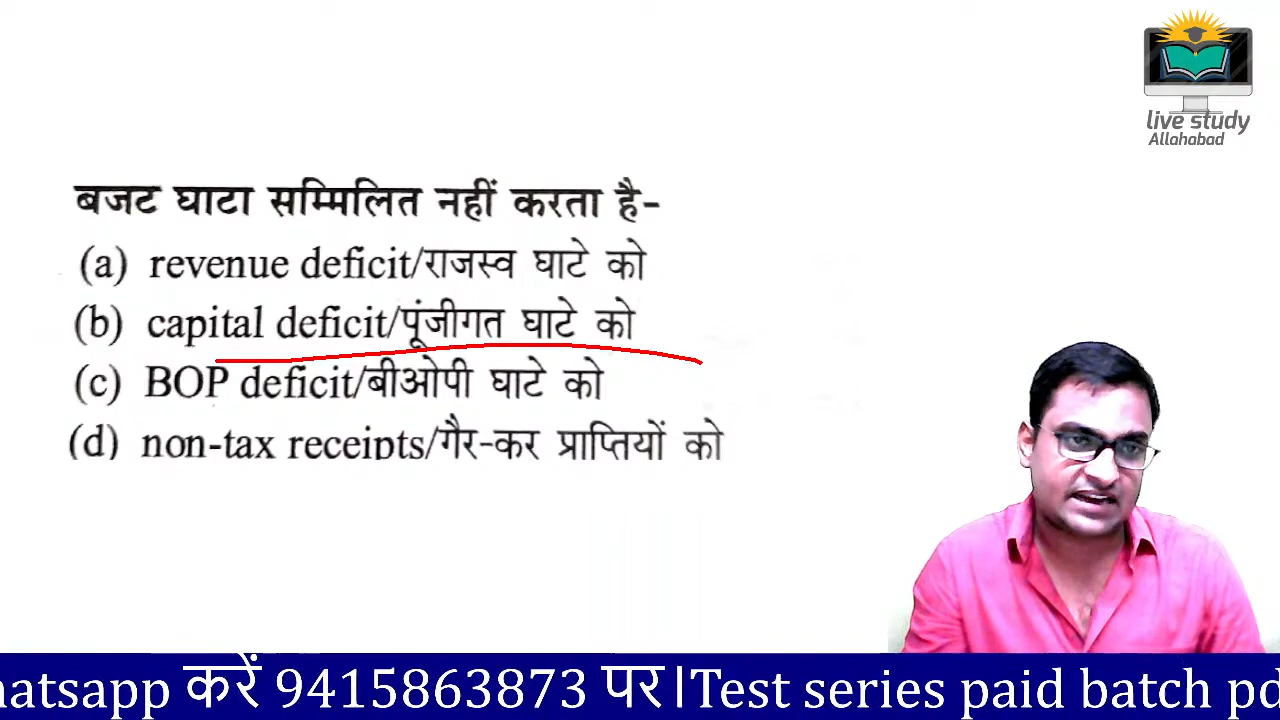 live study
Allahabad
बजट घाटा सम्मिलित नहीं करता है-
(a) revenue deficit/राजस्व घाटे को
(b) capital deficit/पूंजीगत घाटे को
(c) BOP deficit/बीओपी घाटे को
(d) non-tax receipts/गैर-कर प्राप्तियों को
hatsapp करें 9415863873 पर।Test series paid batch pd